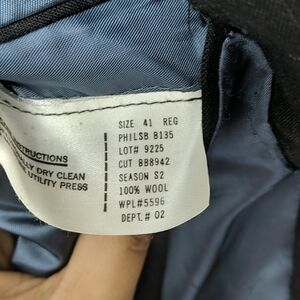 SIZE 41 REG
PHILSB B135
LOT# 9225
CUT BB8942
SEASON S2
100% WOOL
WPL#5596
DEPT.# 02
INSTRUCTIONS
DRY CLEAN
UTILITY PRESS